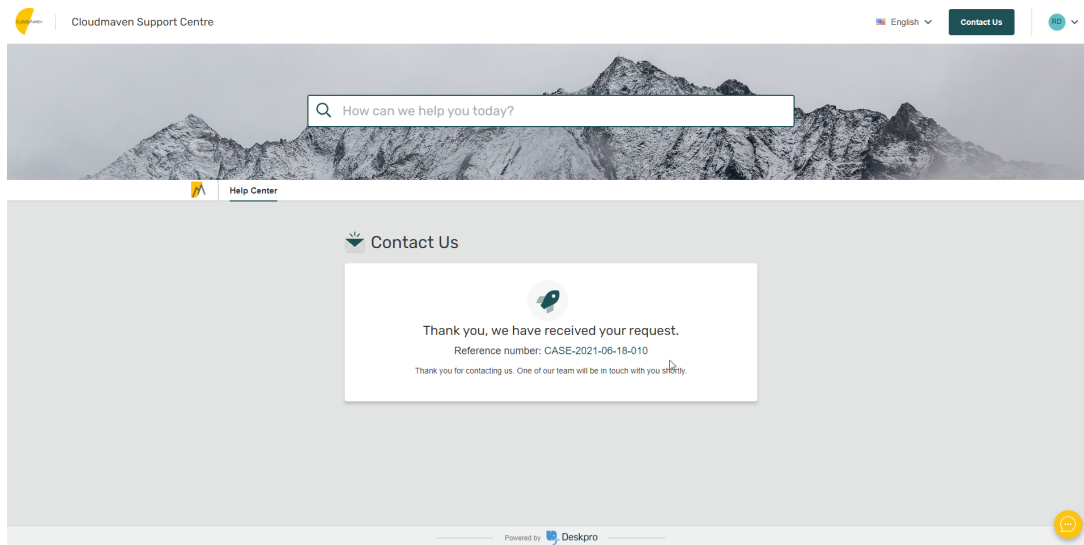 CLOUDMAVEN
Cloudmaven Support Centre
English
Contact Us
RD
How can we help you today?
Help Center
Contact Us
Thank you, we have received your request.
Reference number: CASE-2021-06-18-010
Thank you for contacting us. One of our team will be in touch with you shortly.
Powered by Deskpro